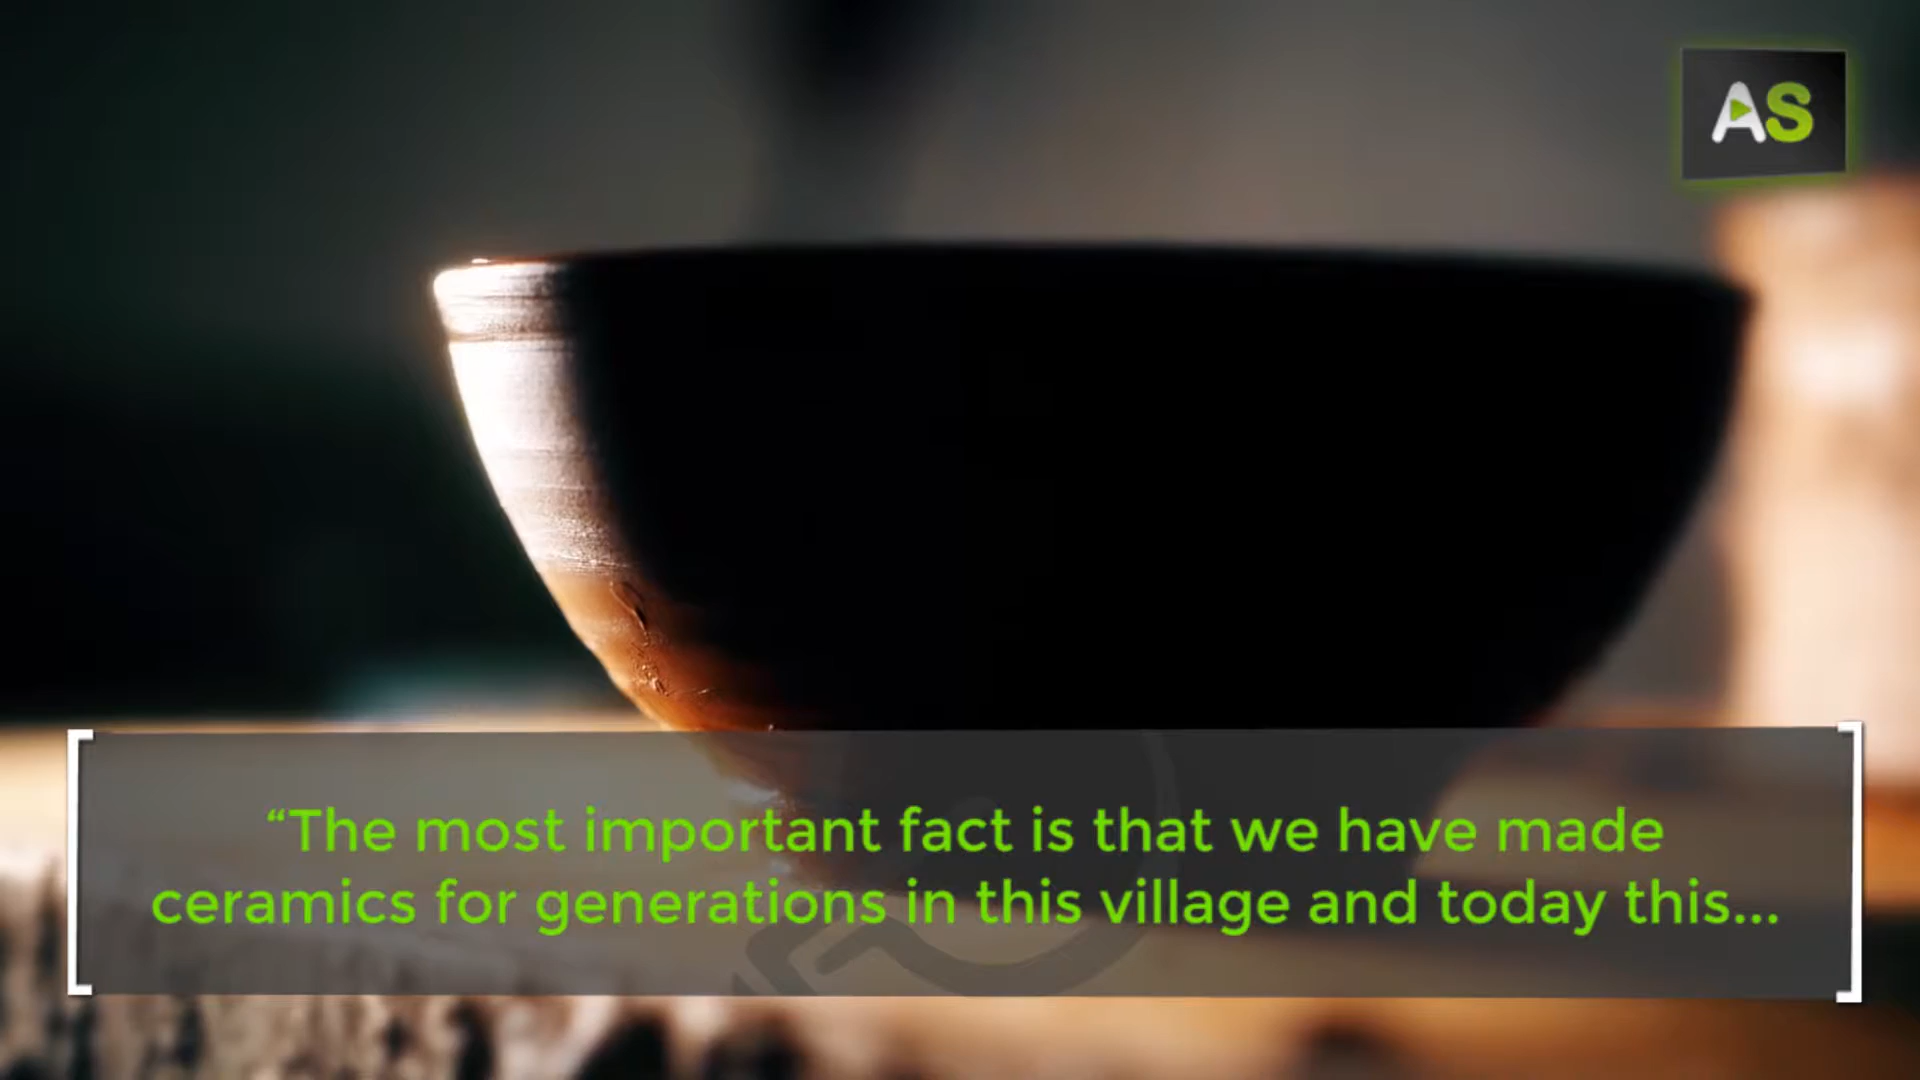 AS
“The most important fact is that we have made
ceramics for generations in this village and today this...